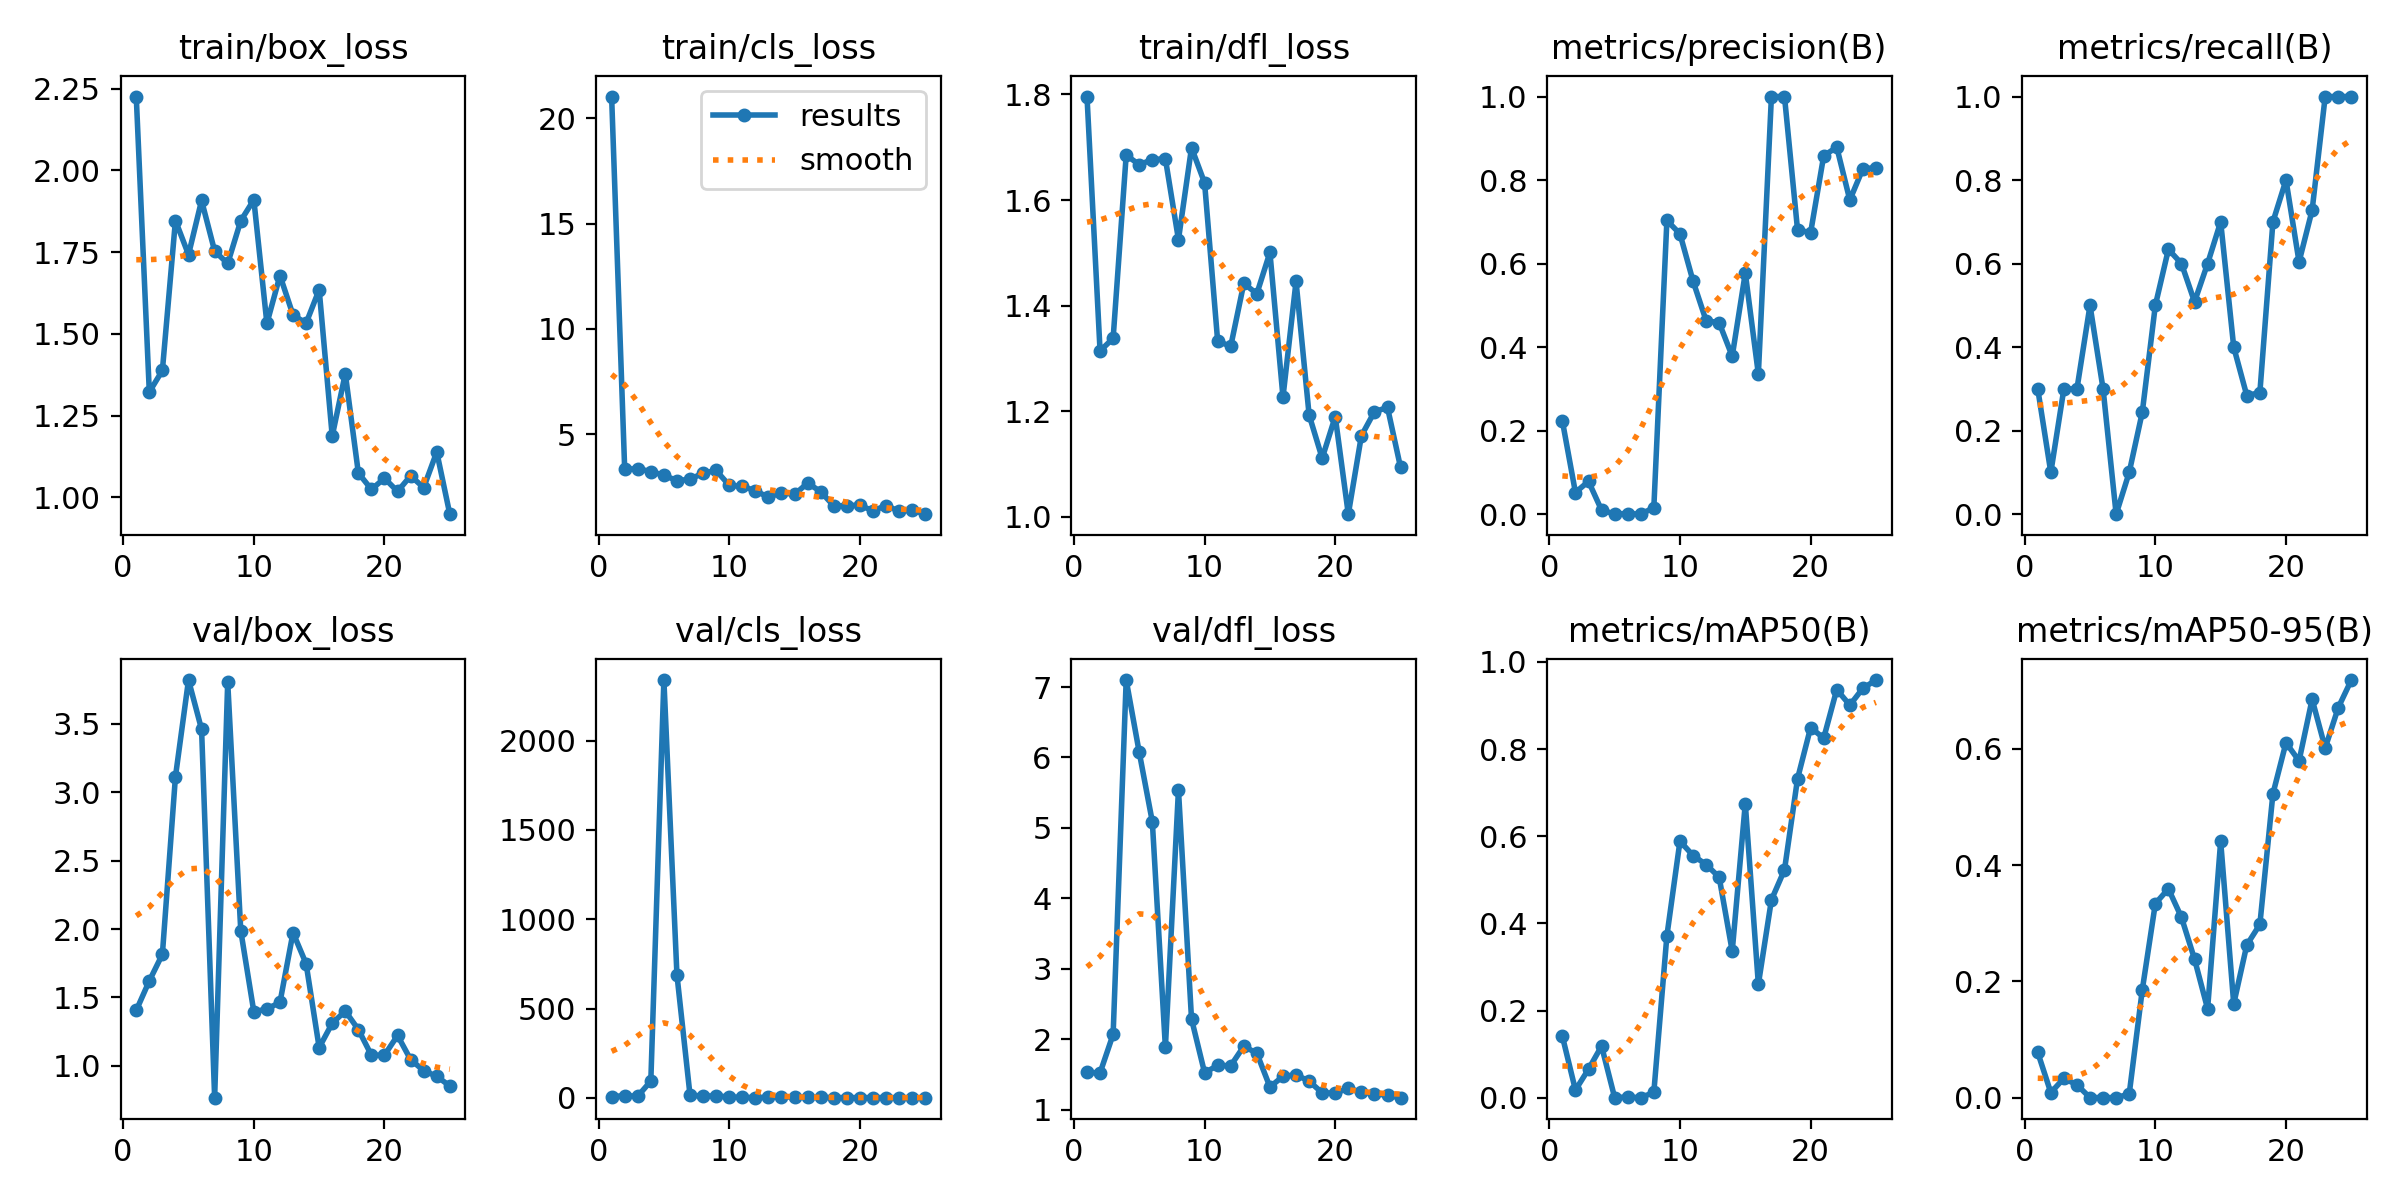 train/box_loss
2.25
2.00
1.75
1.50
1.25
1.00
0 10 20
train/cls_loss
results
smooth
20
15
10
5
0 10 20
train/dfl_loss
1.8
1.6
1.4
1.2
1.0
0 10 20
metrics/precision(B)
1.0
0.8
0.6
0.4
0.2
0.0
0 10 20
metrics/recall(B)
1.0
0.8
0.6
0.4
0.2
0.0
0 10 20
val/box_loss
3.5
3.0
2.5
2.0
1.5
1.0
0 10 20
val/cls_loss
2000
1500
1000
500
0
0 10 20
val/dfl_loss
7
6
5
4
3
2
1
0 10 20
metrics/mAP50(B)
1.0
0.8
0.6
0.4
0.2
0.0
0 10 20
metrics/mAP50-95(B)
0.6
0.4
0.2
0.0
0 10 20